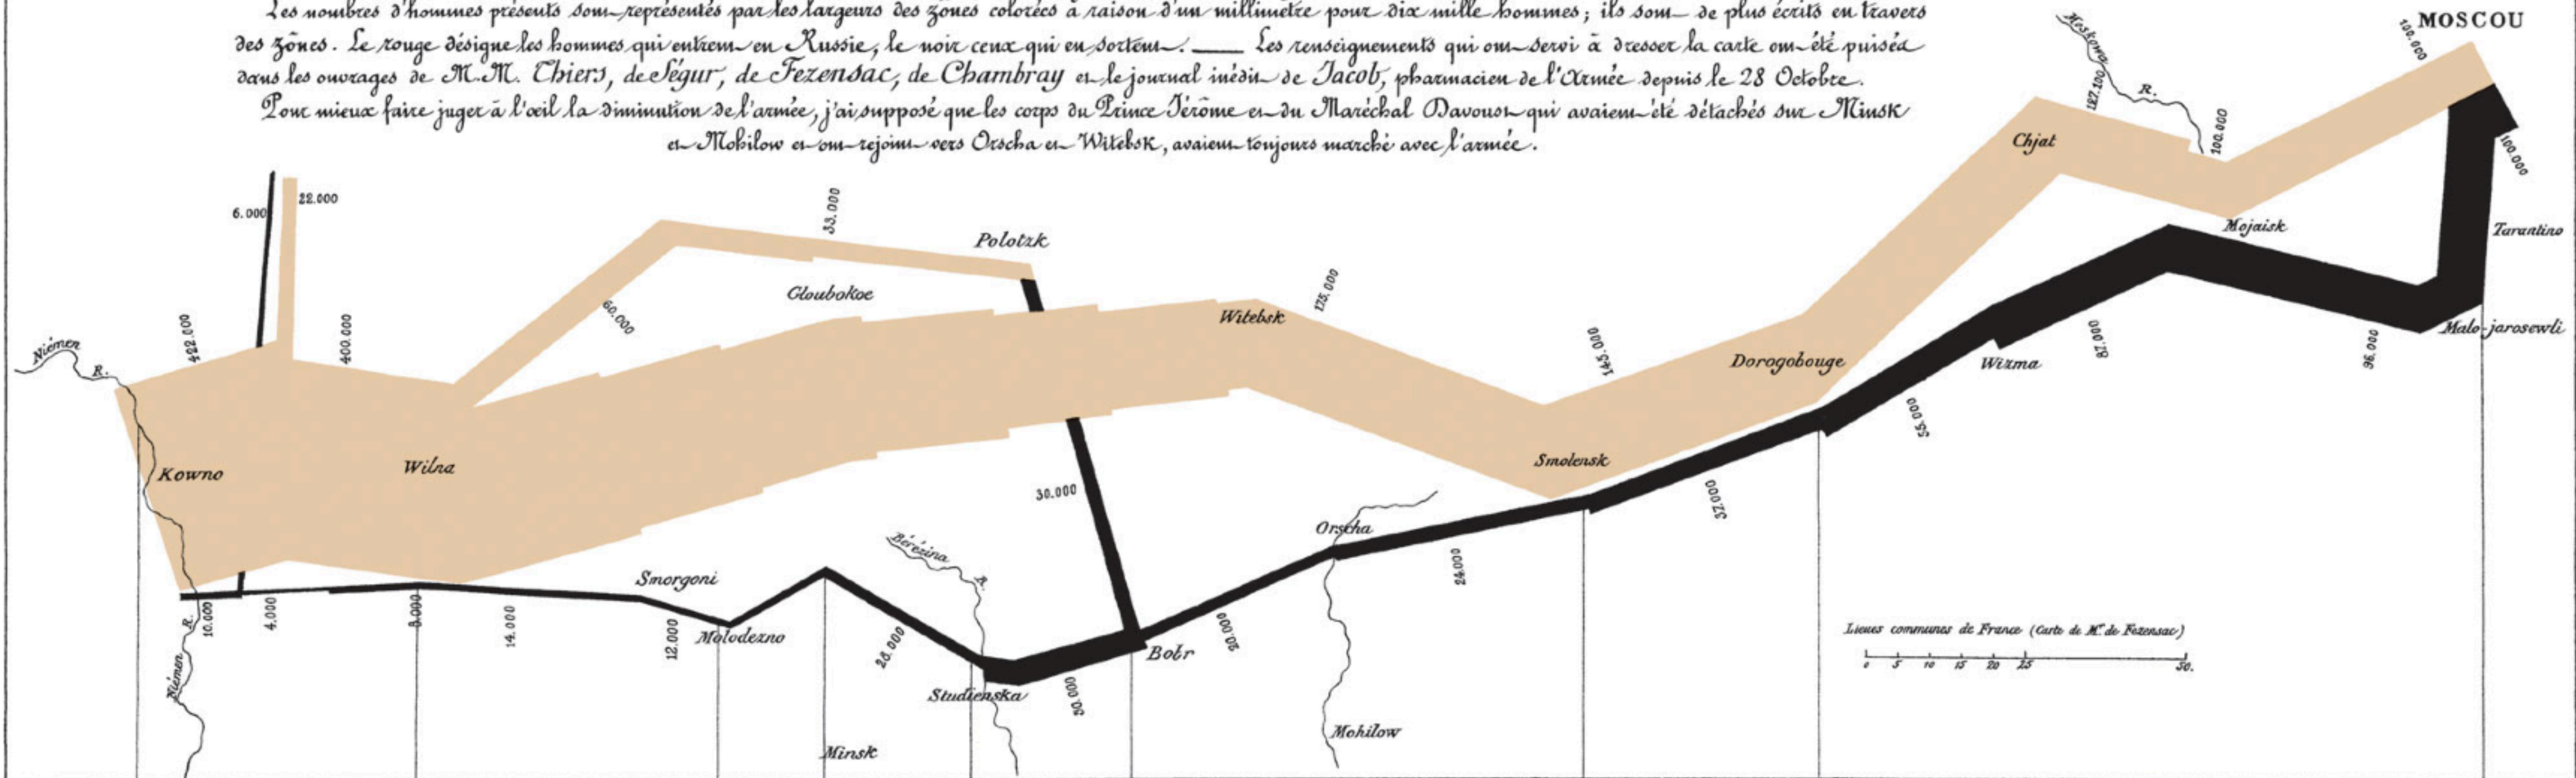 Les nombres d'hommes présents sont représentés par les largeurs des zônes colorées à raison d'un millimètre pour dix mille hommes; ils sont de plus écrits en travers
des zônes. Le rouge désigne les hommes qui entrent en Russie, le noir ceux qui en sortent. — Les renseignements qui ont servi à dresser la carte ont été puisés
dans les ouvrages de M.M. Thiers, de Ségur, de Fezensac, de Chambray et le journal inédit de Jacob, pharmacien de l'Armée depuis le 28 Octobre.
Pour mieux faire juger à l'œil la diminution de l'armée, j'ai supposé que les corps du Prince Jérôme et du Maréchal Davoust qui avaient été détachés sur Minsk
et Mohilow et ont rejoint vers Orscha et Witebsk, avaient toujours marché avec l'armée.
MOSCOU
100.000
Moskowa
R.
127.100
100.000
Chjat
100.000
Mojaisk
Tarantino
Malo-jarosewli
6.000
22.000
33.000
Polotzk
Gloubokoe
60.000
175.000
Witebsk
422.000
400.000
Niémen
R.
145.000
Dorogobouge
Wizma
87.000
96.000
55.000
Kowno
Wilna
Smolensk
30.000
37.000
Orscha
Bérézina
R.
24.000
Smorgoni
10.000
4.000
8.000
14.000
12.000
Molodezno
28.000
20.000
Bobr
R.
Niémen
Studienska
50.000
Minsk
Mohilow
Lieues communes de France (Carte de M. de Fezensac)
0 5 10 15 20 25 50.